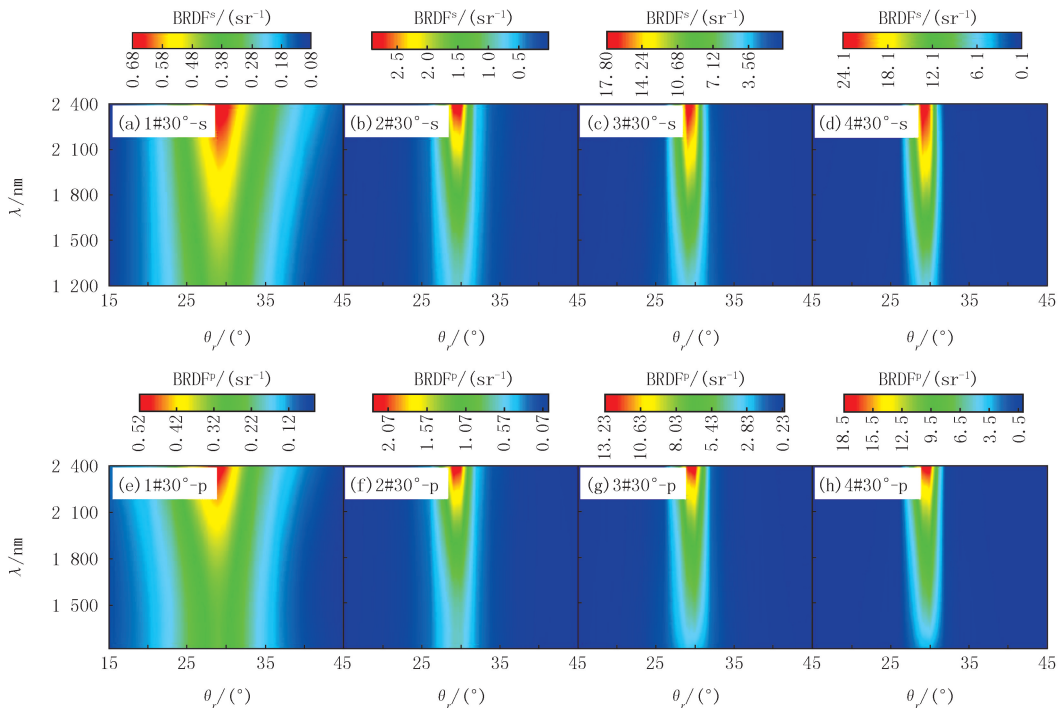 BRDFˢ/(sr⁻¹) BRDFˢ/(sr⁻¹) BRDFˢ/(sr⁻¹) BRDFˢ/(sr⁻¹)
0.68 0.58 0.48 0.38 0.28 0.18 0.08 2.5 2.0 1.5 1.0 0.5 17.80 14.24 10.68 7.12 3.56 24.1 18.1 12.1 6.1 0.1
2 400
(a) 1#30°-s (b) 2#30°-s (c) 3#30°-s (d) 4#30°-s
2 100
λ/nm
1 800
1 500
1 200
15 25 35 45 25 35 45 25 35 45 25 35 45
θr/(°) θr/(°) θr/(°) θr/(°)
BRDFᵖ/(sr⁻¹) BRDFᵖ/(sr⁻¹) BRDFᵖ/(sr⁻¹) BRDFᵖ/(sr⁻¹)
0.52 0.42 0.32 0.22 0.12 2.07 1.57 1.07 0.57 0.07 13.23 10.63 8.03 5.43 2.83 0.23 18.5 15.5 12.5 9.5 6.5 3.5 0.5
2 400
(e) 1#30°-p (f) 2#30°-p (g) 3#30°-p (h) 4#30°-p
2 100
λ/nm
1 800
1 500
15 25 35 45 25 35 45 25 35 45 25 35 45
θr/(°) θr/(°) θr/(°) θr/(°)